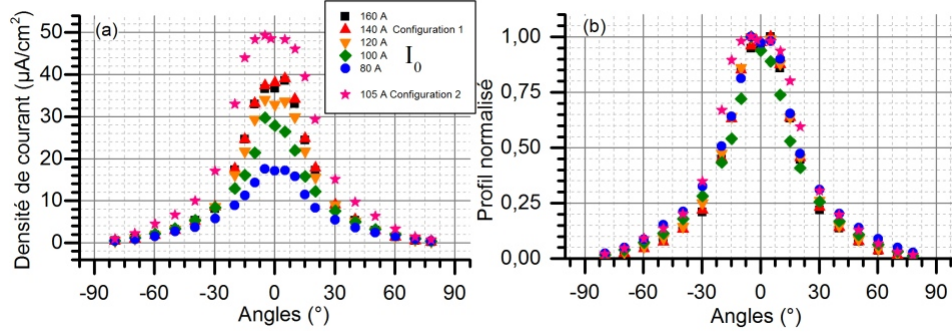 (a)
Densité de courant (µA/cm²)
50
40
30
20
10
0
-90 -60 -30 0 30 60 90
Angles (°)
160 A
140 A Configuration 1
120 A
100 A
80 A
I₀
105 A Configuration 2
(b)
Profil normalisé
1,00
0,75
0,50
0,25
0,00
-90 -60 -30 0 30 60 90
Angles (°)